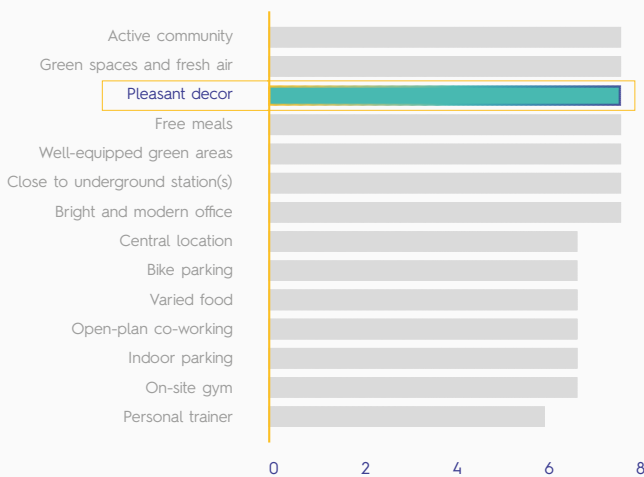 Active community
Green spaces and fresh air
Pleasant decor
Free meals
Well-equipped green areas
Close to underground station(s)
Bright and modern office
Central location
Bike parking
Varied food
Open-plan co-working
Indoor parking
On-site gym
Personal trainer
0 2 4 6 8